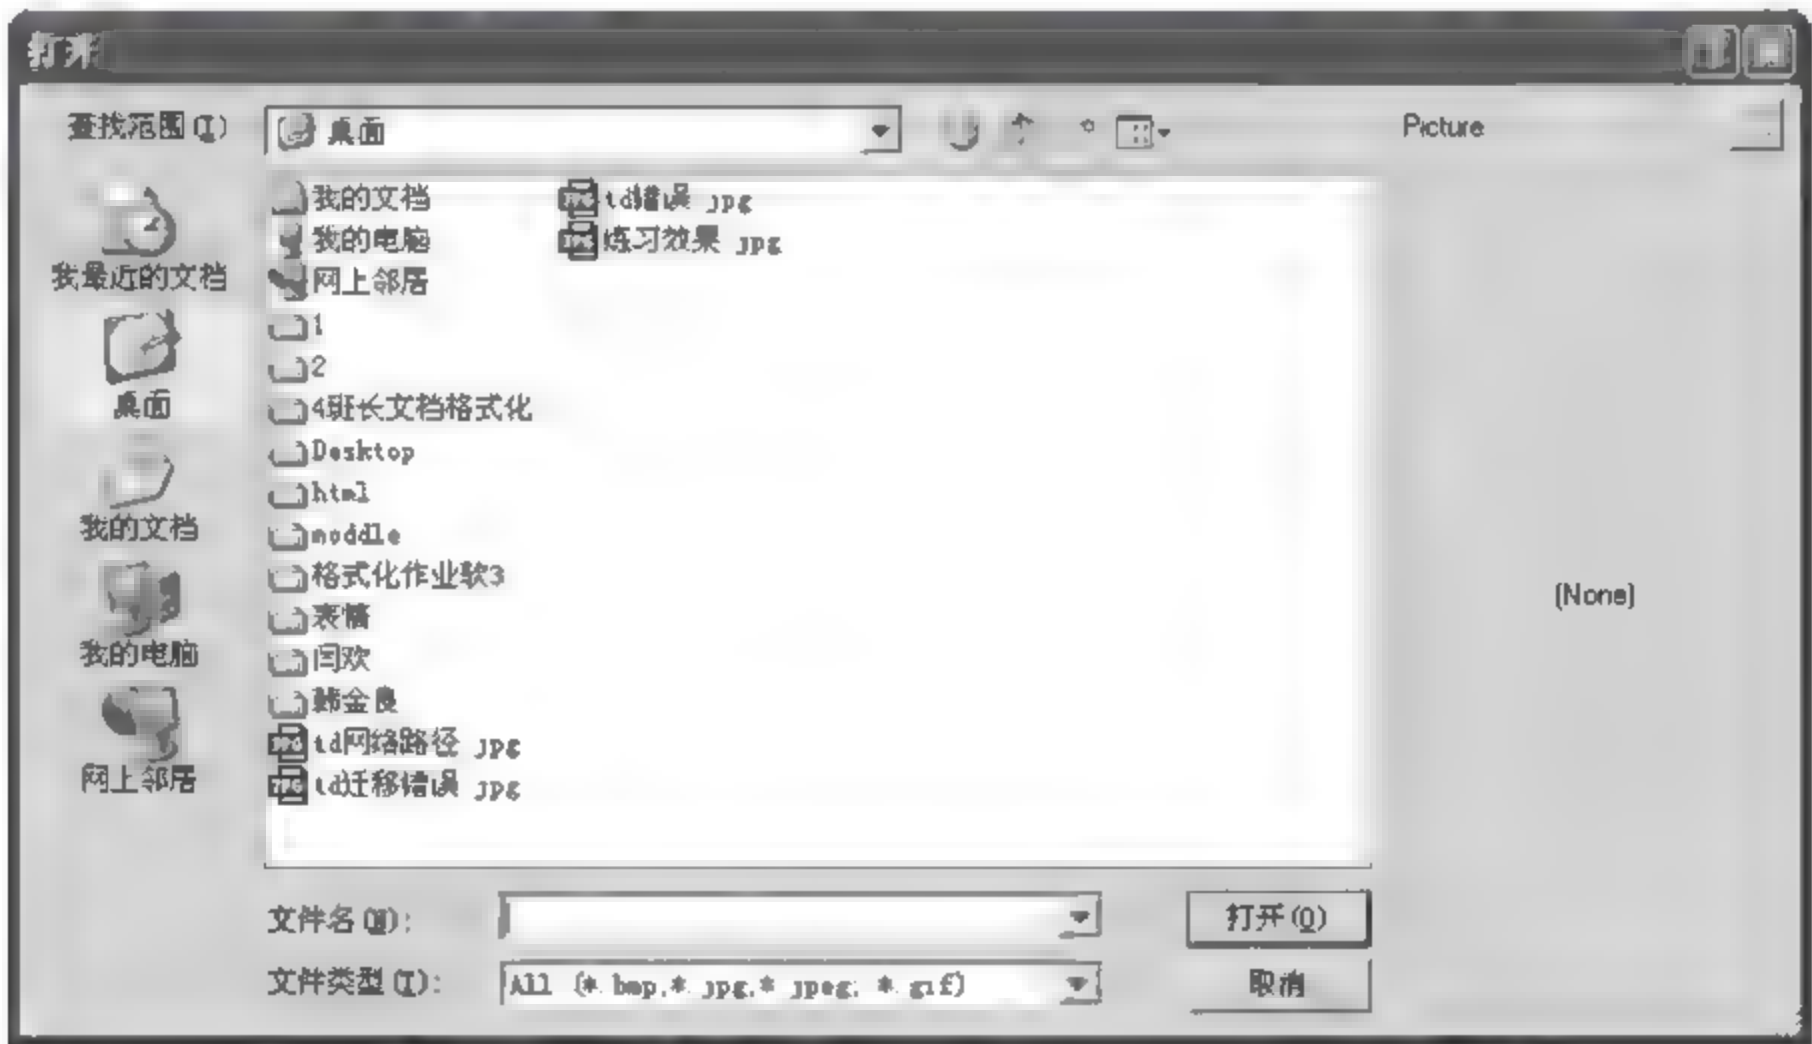 打开
查找范围(I)
桌面
Picture
我最近的文档
桌面
我的文档
我的电脑
网上邻居
我的文档
我的电脑
网上邻居
1
2
4班长文档格式化
Desktop
html
moddle
格式化作业软3
表情
闫欢
韩金良
td网络路径 jpg
td迁移错误 jpg
td错误 jpg
练习效果 jpg
(None)
文件名(N):
打开(O)
文件类型(T):
All (*.bmp,*.jpg,*.jpeg; *.gif)
取消